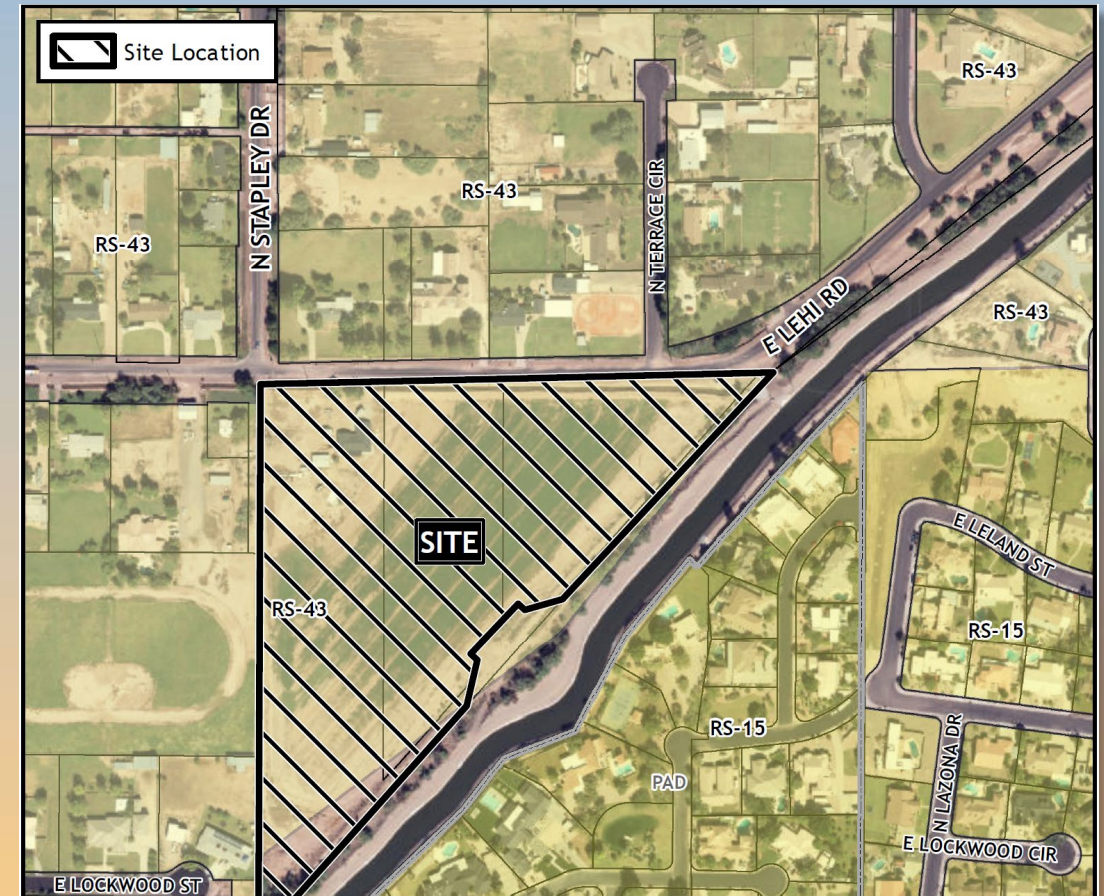 Site Location
RS-43
N STAPLEY DR
RS-43
RS-43
N TERRACE CIR
E LEHI RD
RS-43
SITE
RS-43
E LELAND ST
RS-15
RS-15
PAD
N LAZONA DR
E LOCKWOOD CIR
E LOCKWOOD ST